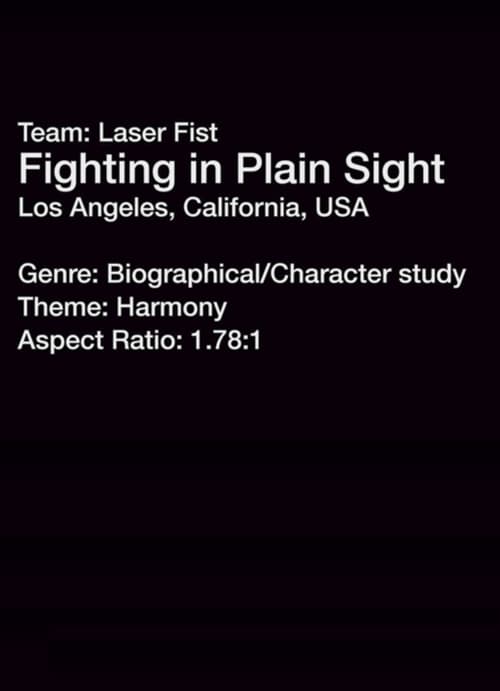 Team: Laser Fist
Fighting in Plain Sight
Los Angeles, California, USA
Genre: Biographical/Character study
Theme: Harmony
Aspect Ratio: 1.78:1